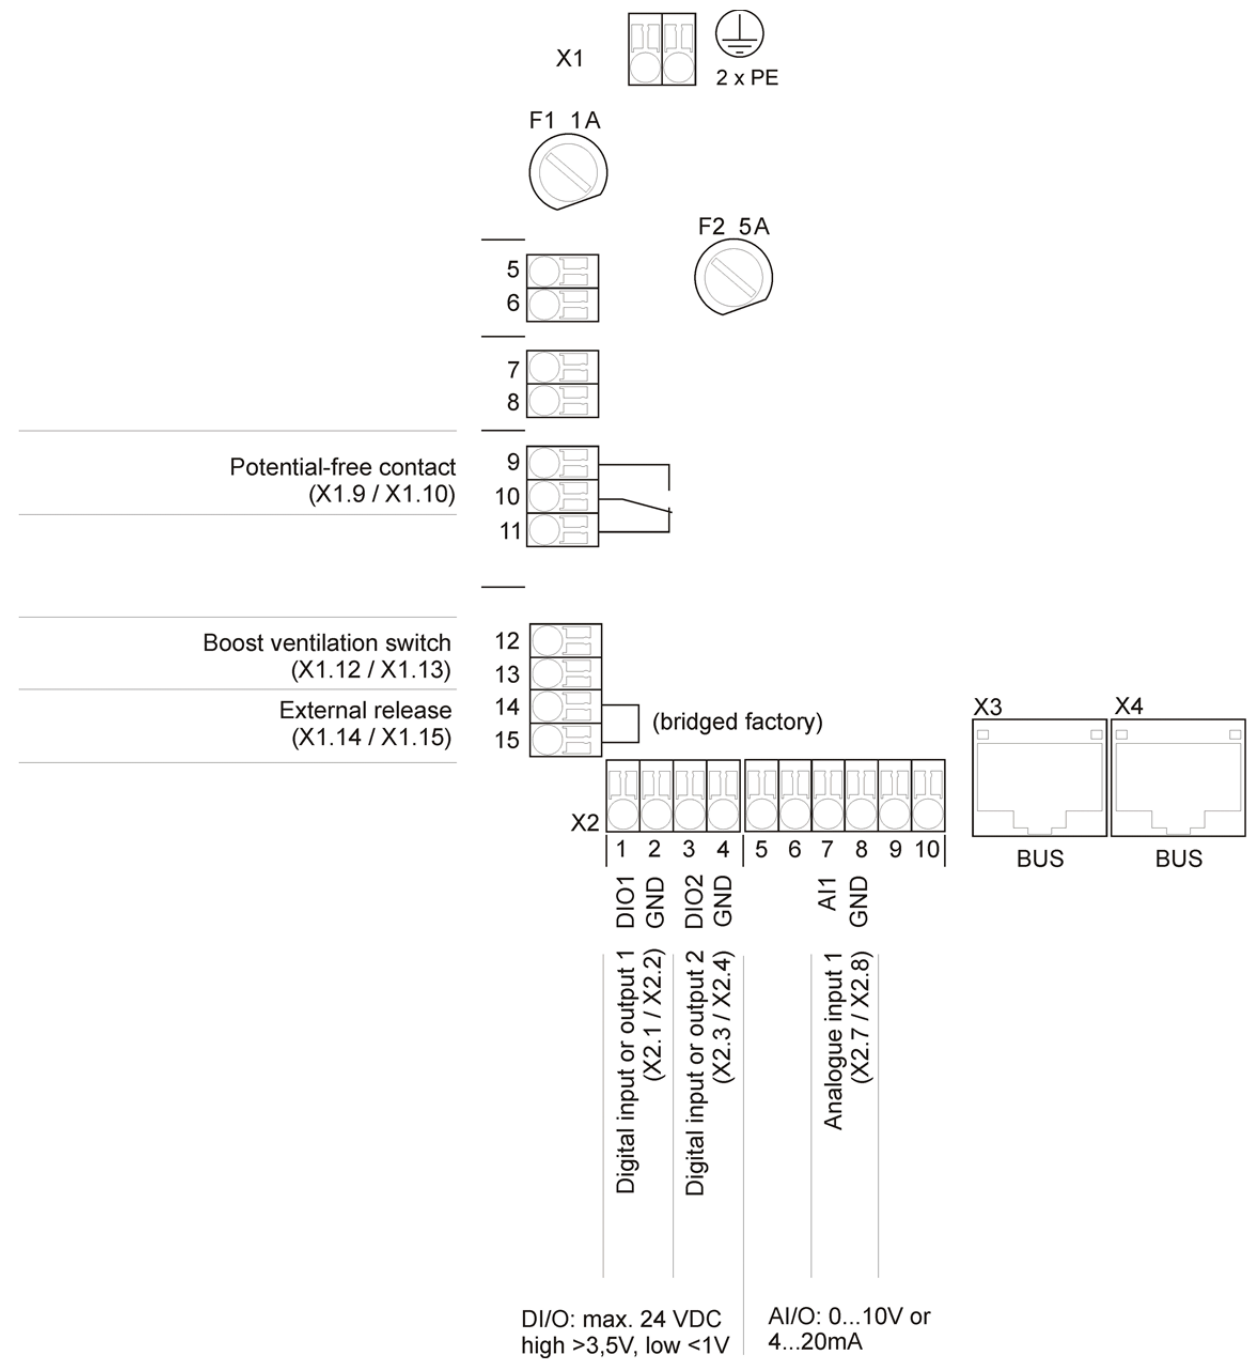 X1
2 x PE
F1 1A
F2 5A
5
6
7
8
Potential-free contact
(X1.9 / X1.10)
9
10
11
Boost ventilation switch
(X1.12 / X1.13)
12
13
External release
(X1.14 / X1.15)
14
15
(bridged factory)
X3
X4
X2
1 2 3 4 5 6 7 8 9 10
BUS
BUS
DIO1
GND
DIO2
GND
AI1
GND
Digital input or output 1
(X2.1 / X2.2)
Digital input or output 2
(X2.3 / X2.4)
Analogue input 1
(X2.7 / X2.8)
DI/O: max. 24 VDC
high >3,5V, low <1V
AI/O: 0...10V or
4...20mA